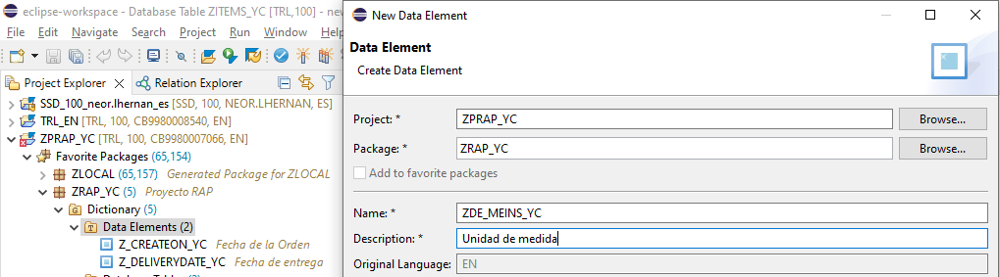 eclipse-workspace - Database Table ZITEMS_YC [TRL,100] - ne
File Edit Navigate Search Project Run Window Help
Project Explorer Relation Explorer
SSD_100_neor.lhernan_es [SSD, 100, NEOR.LHERNAN, ES]
TRL_EN [TRL, 100, CB9980008540, EN]
ZPRAP_YC [TRL, 100, CB9980007066, EN]
Favorite Packages (65,154)
ZLOCAL (65,157) Generated Package for ZLOCAL
ZRAP_YC (5) Proyecto RAP
Dictionary (5)
Data Elements (2)
Z_CREATEON_YC Fecha de la Orden
Z_DELIVERYDATE_YC Fecha de entrega
New Data Element
Data Element
Create Data Element
Project: * ZPRAP_YC Browse...
Package: * ZRAP_YC Browse...
Add to favorite packages
Name: * ZDE_MEINS_YC
Description: * Unidad de medida
Original Language: EN